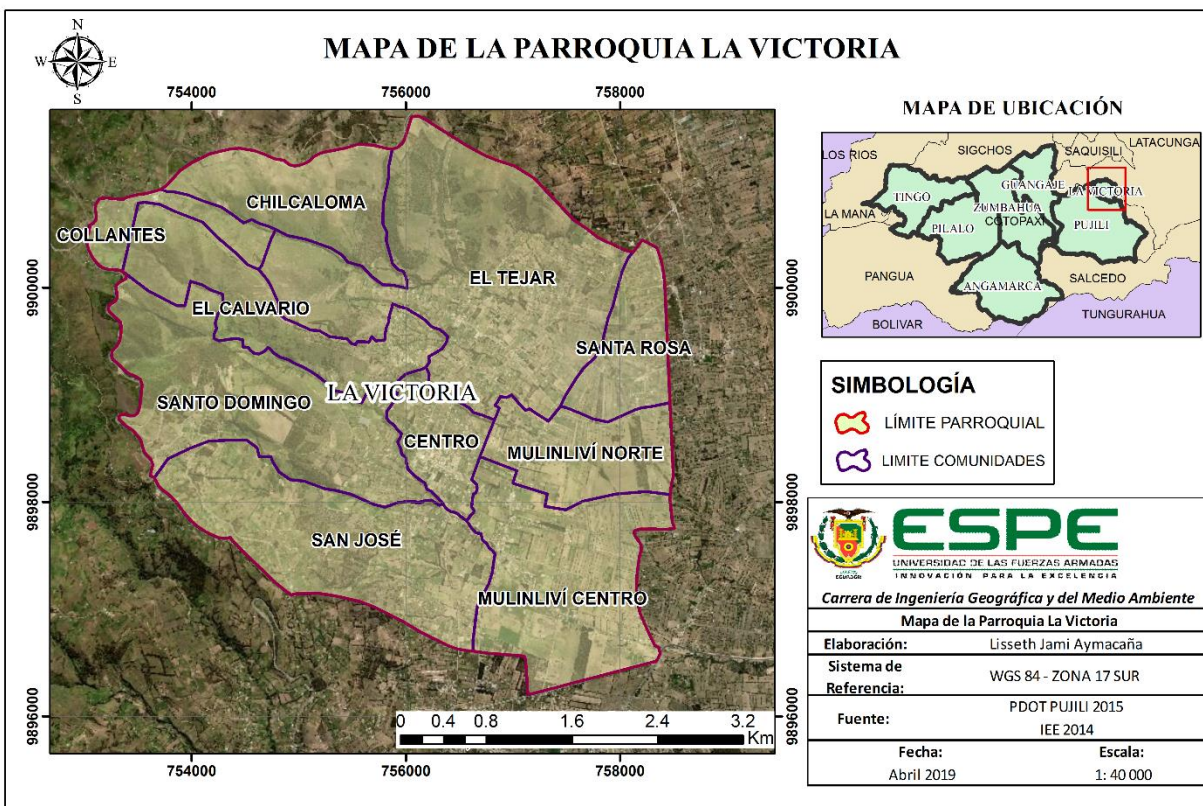 N
W E
S
MAPA DE LA PARROQUIA LA VICTORIA
754000 756000 758000
9900000
9898000
9896000
CHILCALOMA
COLLANTES
EL TEJAR
EL CALVARIO
SANTA ROSA
LA VICTORIA
SANTO DOMINGO
CENTRO
MULINLIVÍ NORTE
SAN JOSÉ
MULINLIVÍ CENTRO
0 0.4 0.8 1.6 2.4 3.2
Km
9900000
9898000
9896000
754000 756000 758000
MAPA DE UBICACIÓN
LOS RIOS
SIGCHOS
SAQUISILI
LATACUNGA
GUANGAJE
LA VICTORIA
TINGO
ZUMBAHUA
LA MANA
COTOPAXI
PILALO
PUJILI
PANGUA
SALCEDO
ANGAMARCA
BOLIVAR
TUNGURAHUA
SIMBOLOGÍA
LÍMITE PARROQUIAL
LIMITE COMUNIDADES
ESPE
UNIVERSIDAD DE LAS FUERZAS ARMADAS
INNOVACIÓN PARA LA EXCELENCIA
ECUADOR
Carrera de Ingeniería Geográfica y del Medio Ambiente
Mapa de la Parroquia La Victoria
Elaboración: Lisseth Jami Aymacaña
Sistema de
Referencia:
WGS 84 - ZONA 17 SUR
Fuente:
PDOT PUJILI 2015
IEE 2014
Fecha: Escala:
Abril 2019 1: 40 000